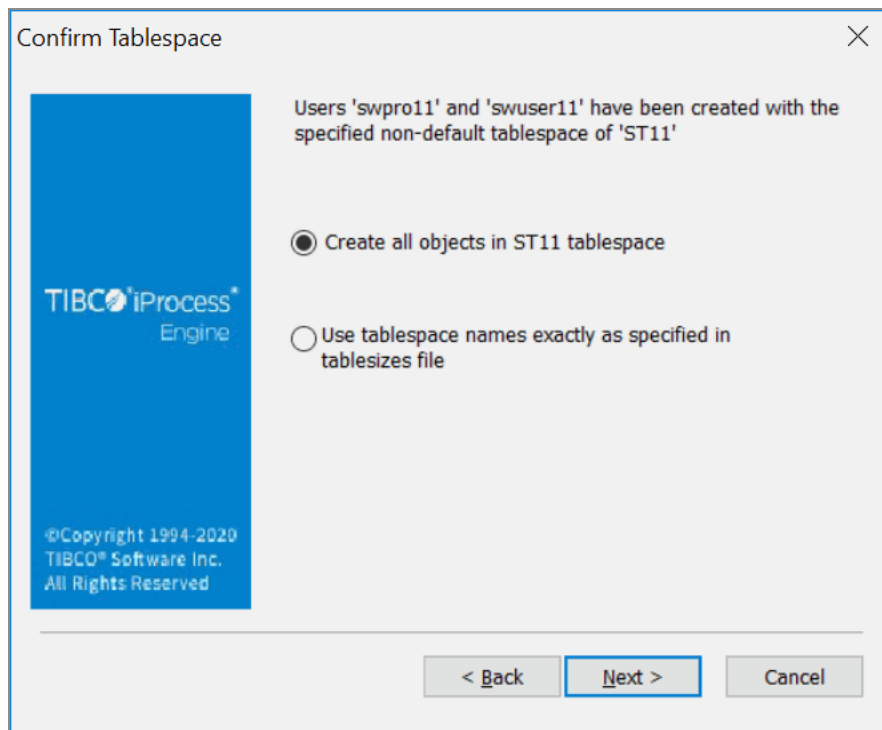 Confirm Tablespace
Users 'swpro11' and 'swuser11' have been created with the
specified non-default tablespace of 'ST11'
Create all objects in ST11 tablespace
Use tablespace names exactly as specified in
tablesizes file
TIBCO® iProcess®
Engine
©Copyright 1994-2020
TIBCO® Software Inc.
All Rights Reserved
< Back
Next >
Cancel